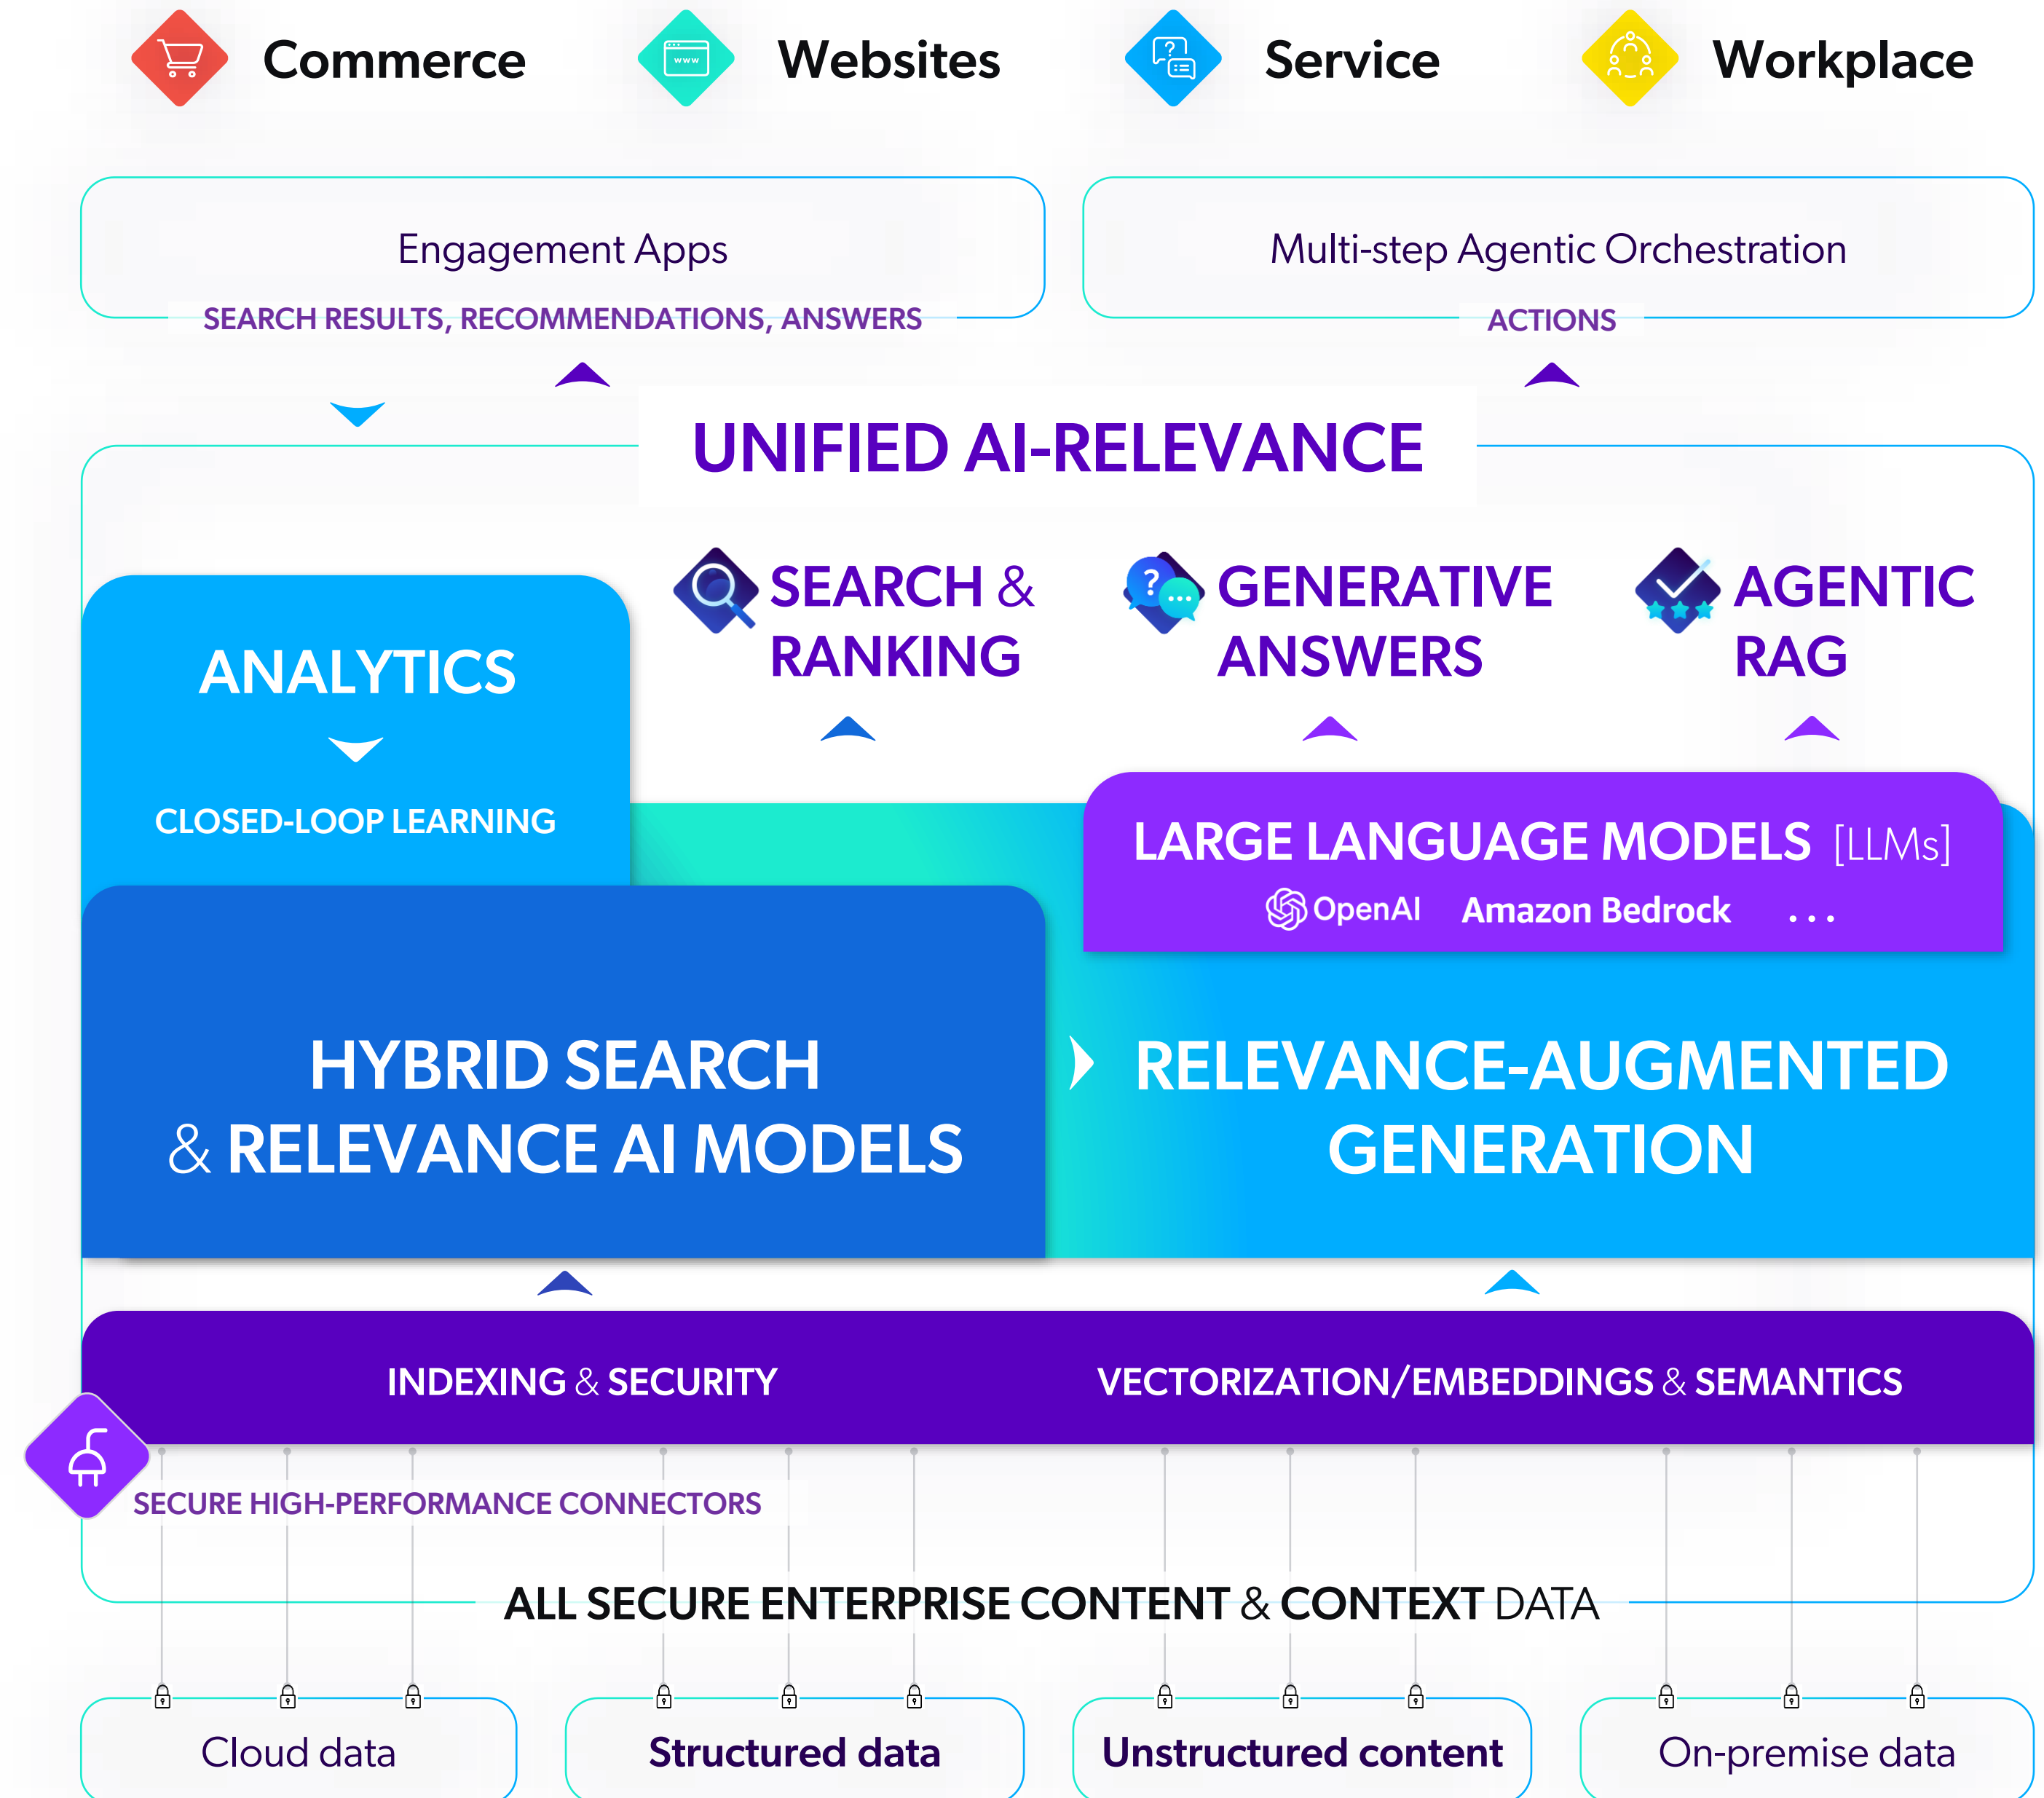 Commerce
Websites
Service
Workplace
www
Engagement Apps
SEARCH RESULTS, RECOMMENDATIONS, ANSWERS
Multi-step Agentic Orchestration
ACTIONS
UNIFIED AI-RELEVANCE
ANALYTICS
CLOSED-LOOP LEARNING
SEARCH &
RANKING
GENERATIVE
ANSWERS
AGENTIC
RAG
LARGE LANGUAGE MODELS [LLMs]
OpenAI Amazon Bedrock ...
HYBRID SEARCH
& RELEVANCE AI MODELS
RELEVANCE-AUGMENTED
GENERATION
INDEXING & SECURITY
VECTORIZATION/EMBEDDINGS & SEMANTICS
SECURE HIGH-PERFORMANCE CONNECTORS
ALL SECURE ENTERPRISE CONTENT & CONTEXT DATA
Cloud data
Structured data
Unstructured content
On-premise data